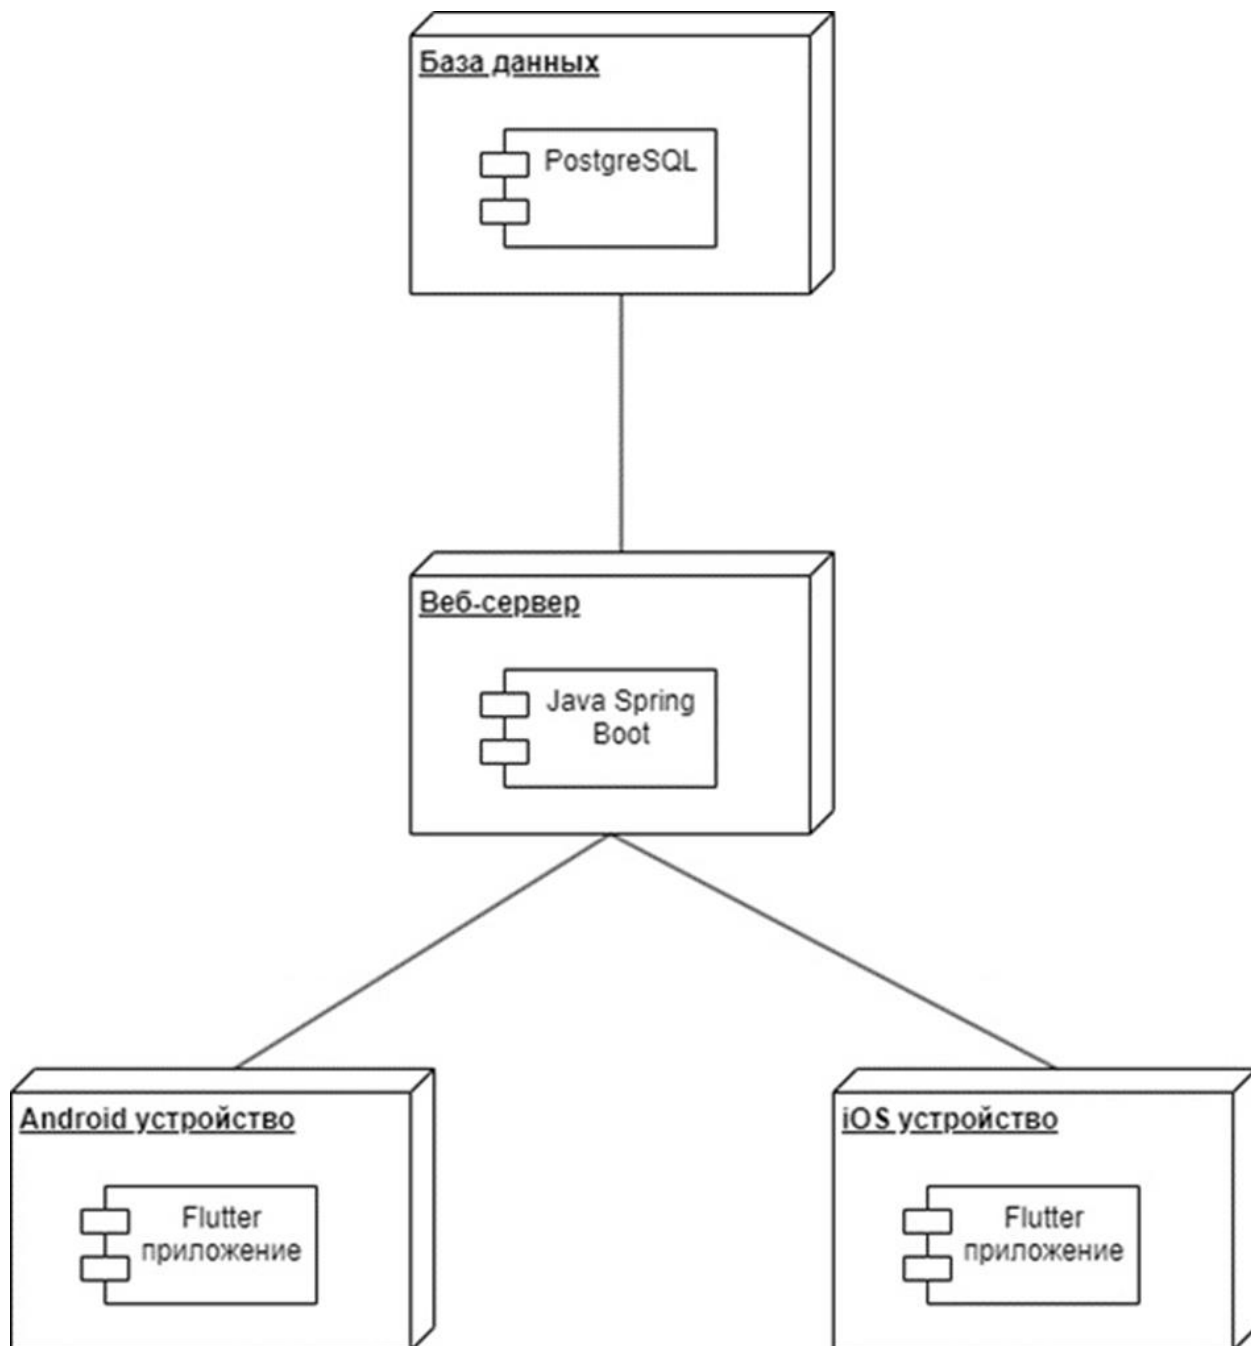 База данных
PostgreSQL
Веб-сервер
Java Spring
Boot
Android устройство
Flutter
приложение
iOS устройство
Flutter
приложение